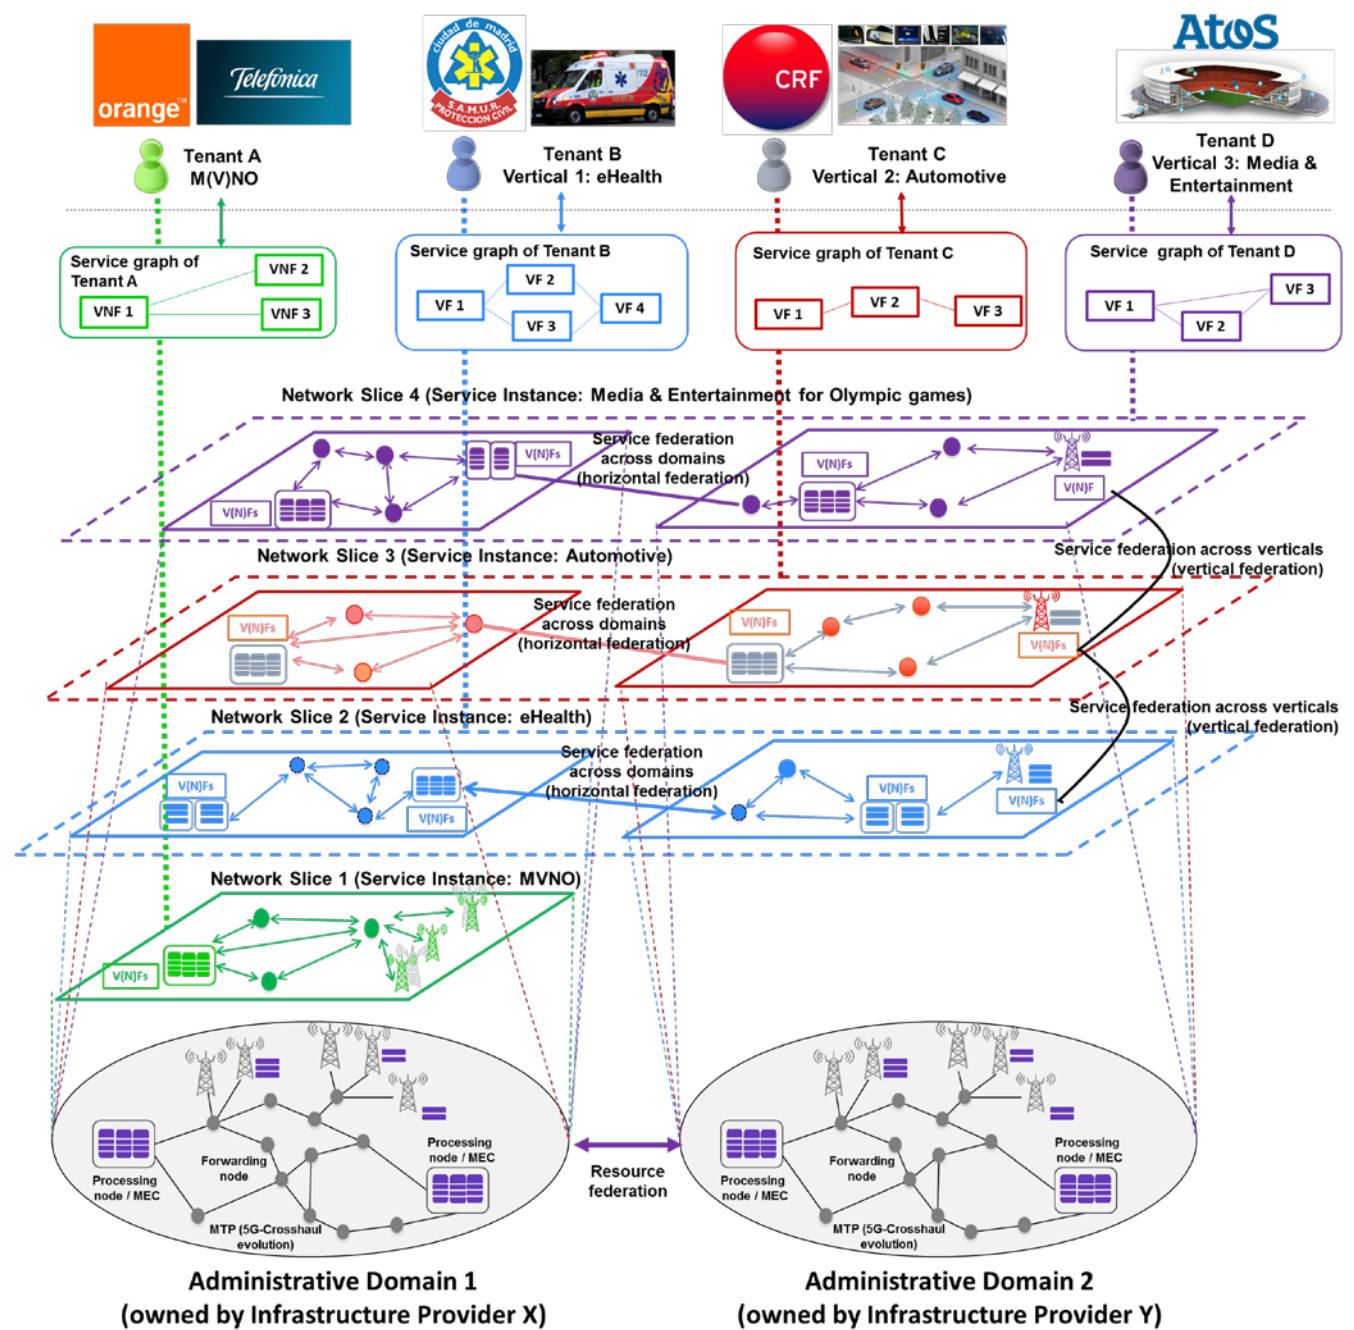 orange™
Telefónica
ciudad de madrid
S.A.M.U.R.
PROTECCION CIVIL
CRF
Atos
Tenant A
M(V)NO
Tenant B
Vertical 1: eHealth
Tenant C
Vertical 2: Automotive
Tenant D
Vertical 3: Media &
Entertainment
Service graph of
Tenant A
VNF 1
VNF 2
VNF 3
Service graph of Tenant B
VF 1
VF 2
VF 3
VF 4
Service graph of Tenant C
VF 1
VF 2
VF 3
Service graph of Tenant D
VF 1
VF 2
VF 3
Network Slice 4 (Service Instance: Media & Entertainment for Olympic games)
V(N)Fs
V(N)Fs
Service federation
across domains
(horizontal federation)
V(N)Fs
V(N)F
Service federation across verticals
(vertical federation)
Network Slice 3 (Service Instance: Automotive)
V(N)Fs
Service federation
across domains
(horizontal federation)
V(N)Fs
V(N)Fs
Service federation across verticals
(vertical federation)
Network Slice 2 (Service Instance: eHealth)
V(N)Fs
V(N)Fs
Service federation
across domains
(horizontal federation)
V(N)Fs
V(N)Fs
Network Slice 1 (Service Instance: MVNO)
V(N)Fs
Processing
node / MEC
Forwarding
node
Processing
node / MEC
MTP (5G-Crosshaul
evolution)
Resource
federation
Processing
node / MEC
Forwarding
node
Processing
node / MEC
MTP (5G-Crosshaul
evolution)
Administrative Domain 1
(owned by Infrastructure Provider X)
Administrative Domain 2
(owned by Infrastructure Provider Y)